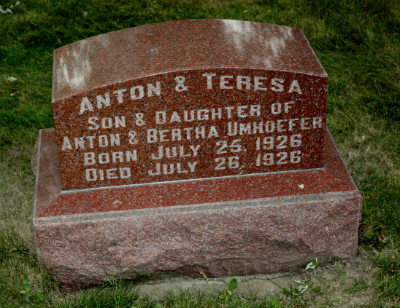 ANTON & TERESA
SON & DAUGHTER OF
ANTON & BERTHA UMHOEFER
BORN JULY 25, 1926
DIED JULY 26, 1926